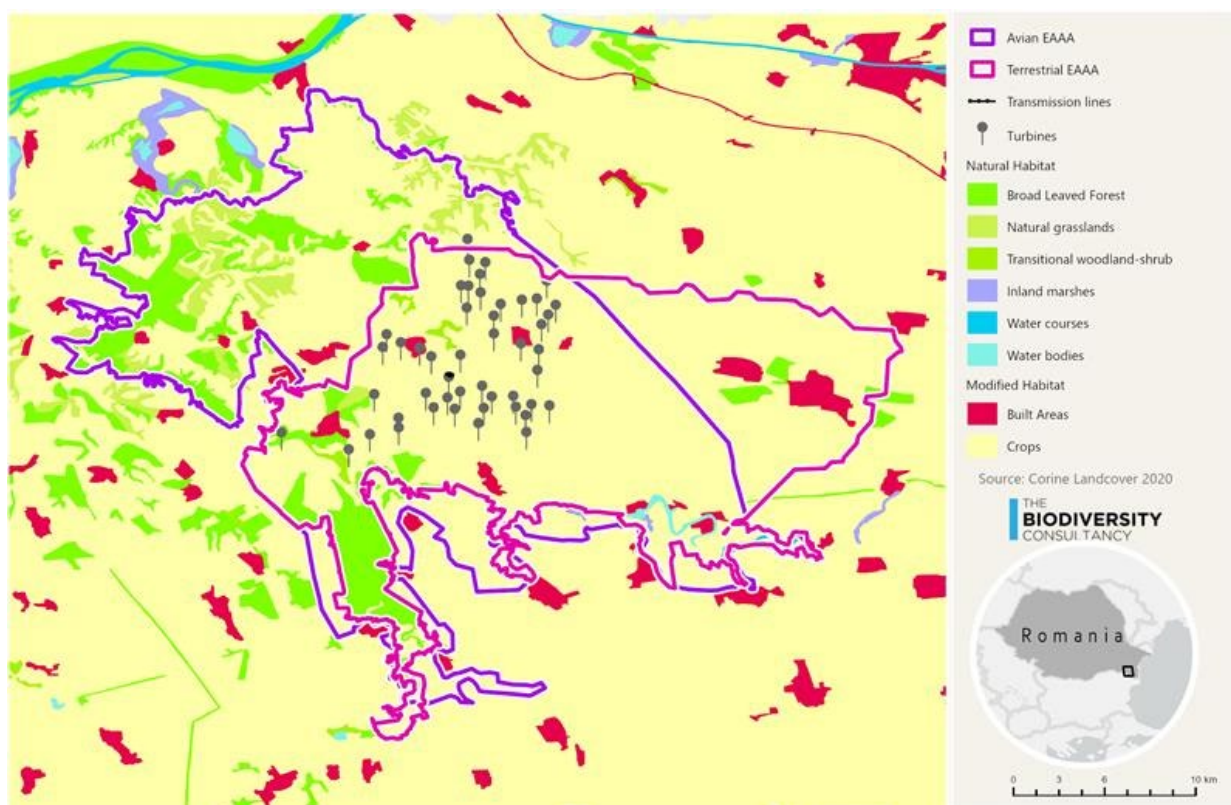 Avian EAAA
Terrestrial EAAA
Transmission lines
Turbines
Natural Habitat
Broad Leaved Forest
Natural grasslands
Transitional woodland-shrub
Inland marshes
Water courses
Water bodies
Modified Habitat
Built Areas
Crops
Source: Corine Landcover 2020
THE
BIODIVERSITY
CONSULTANCY
Romania
0 3 6 10 km